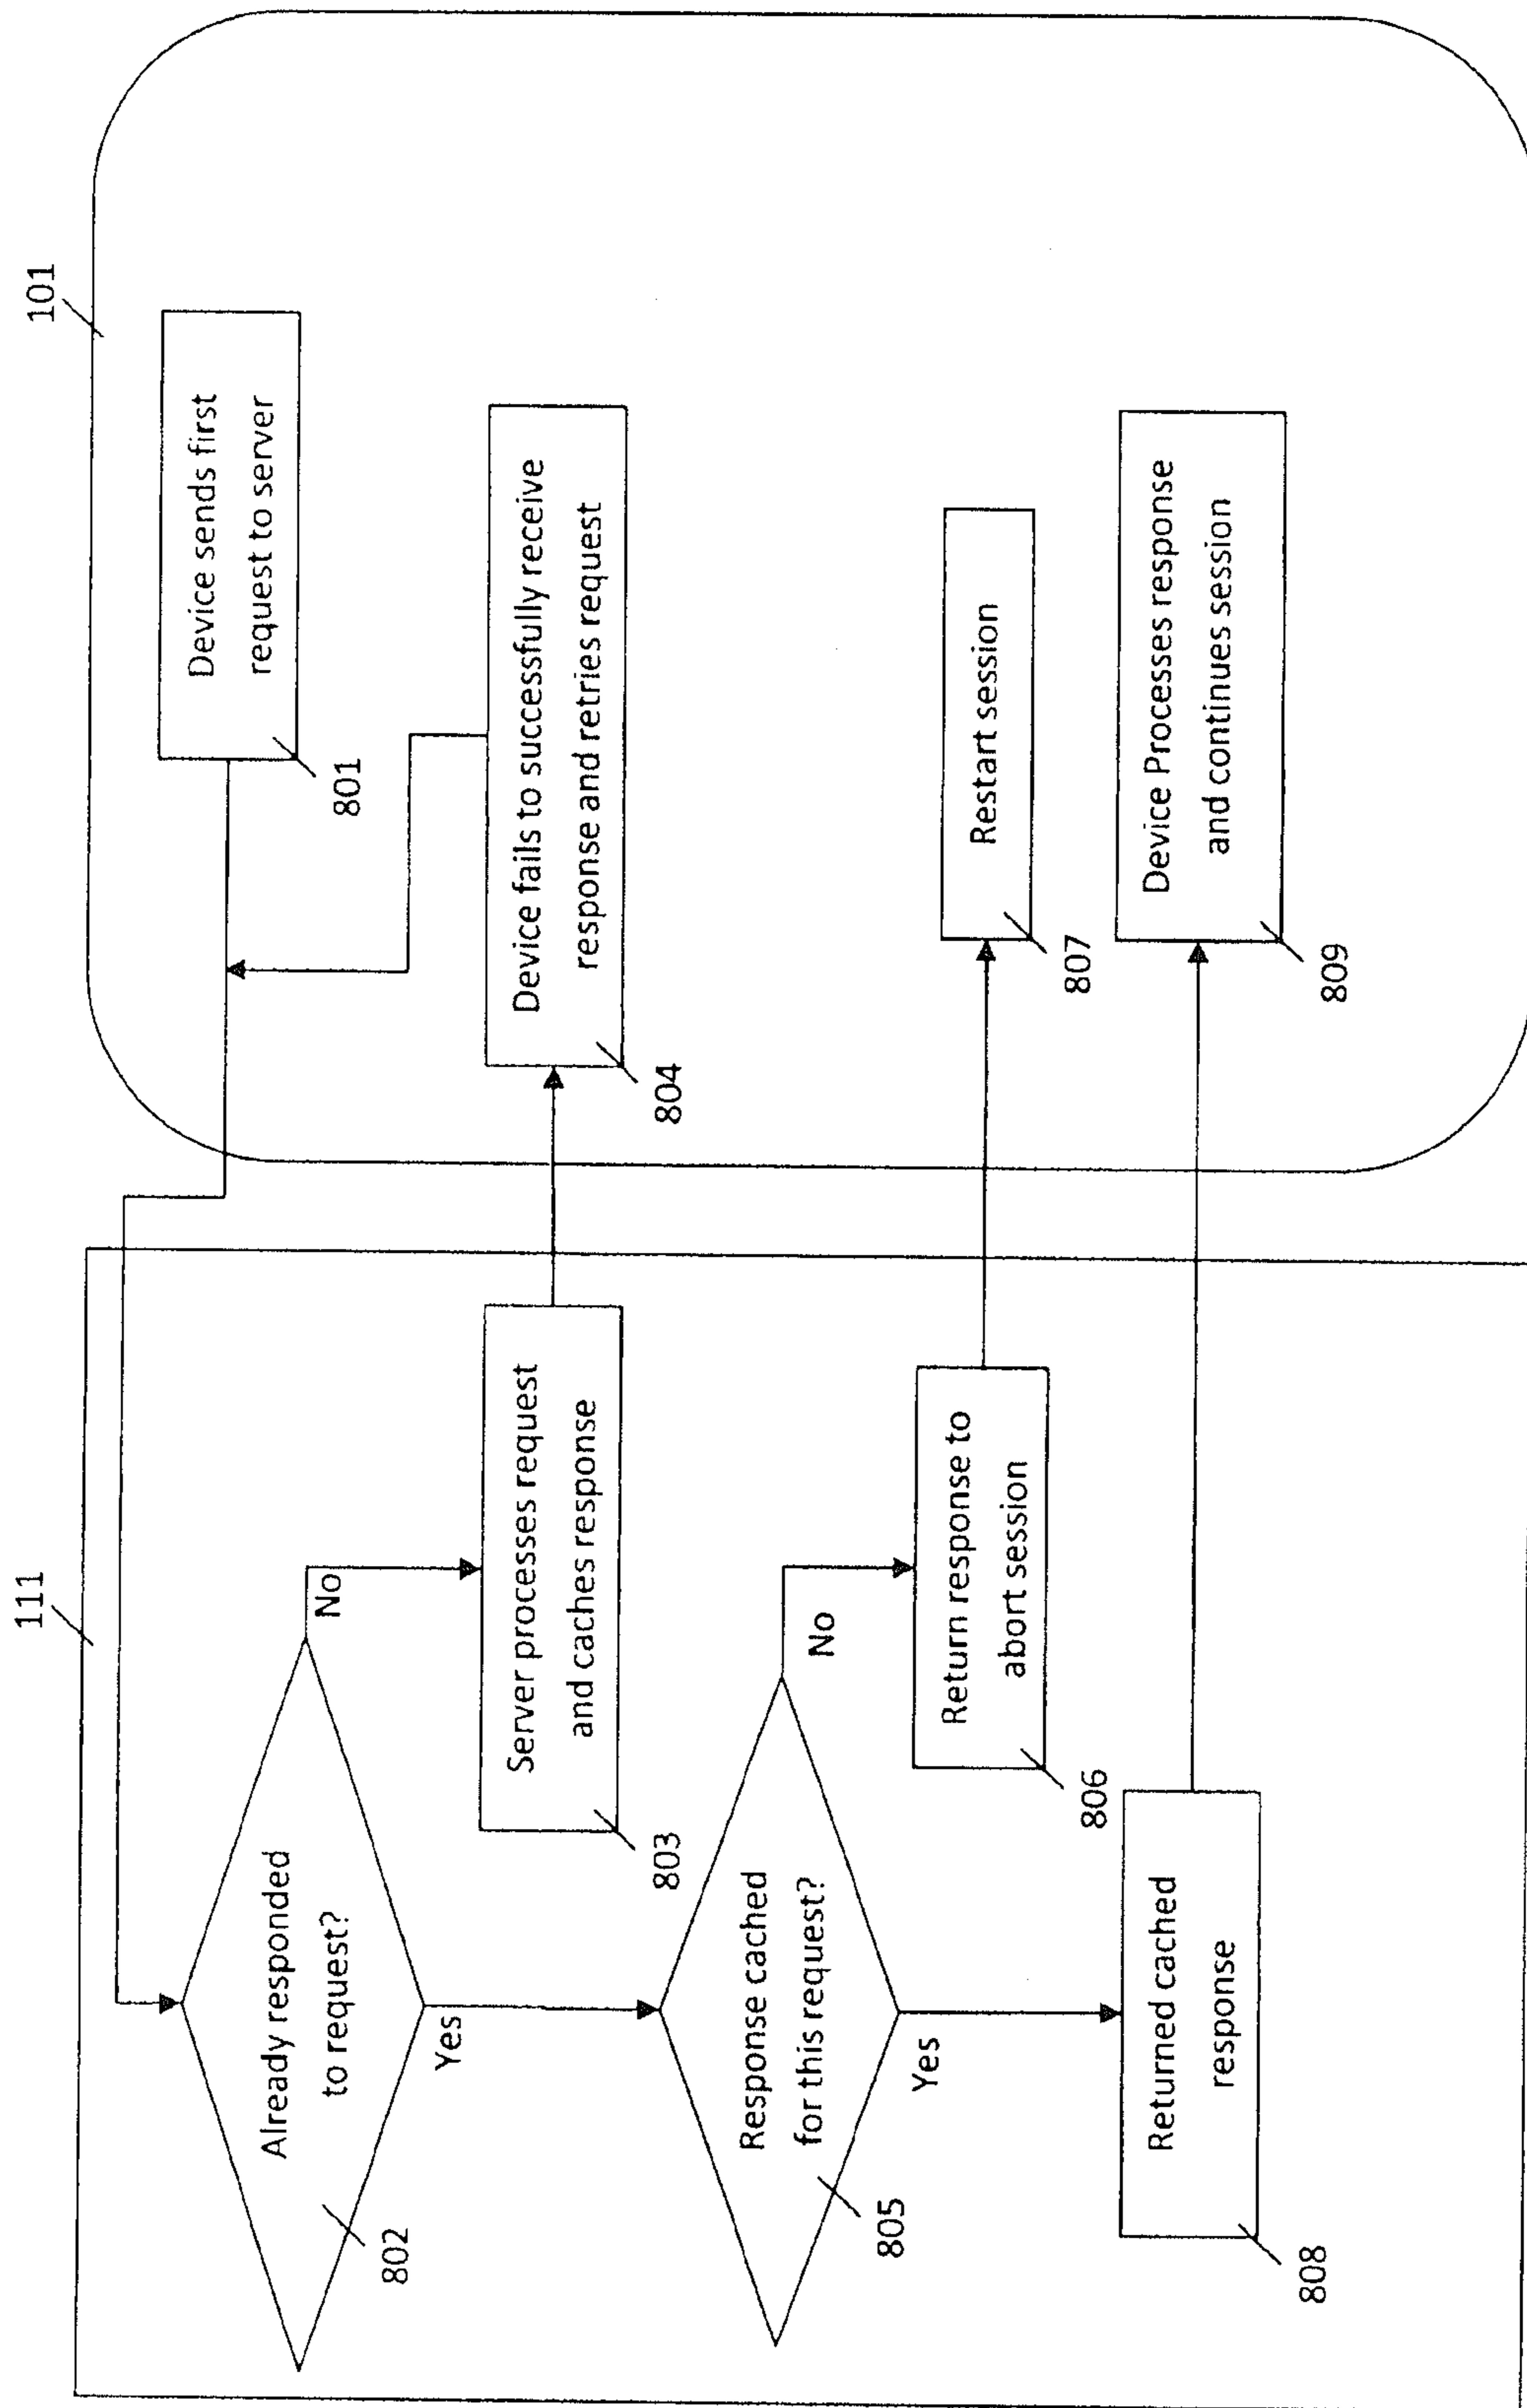 111
101
Device sends first
request to server
801
Already responded
to request?
802
No
Yes
Server processes request
and caches response
803
Device fails to successfully receive
response and retries request
804
Response cached
for this request?
805
No
Yes
Return response to
abort session
806
Restart session
807
Returned cached
response
808
Device Processes response
and continues session
809